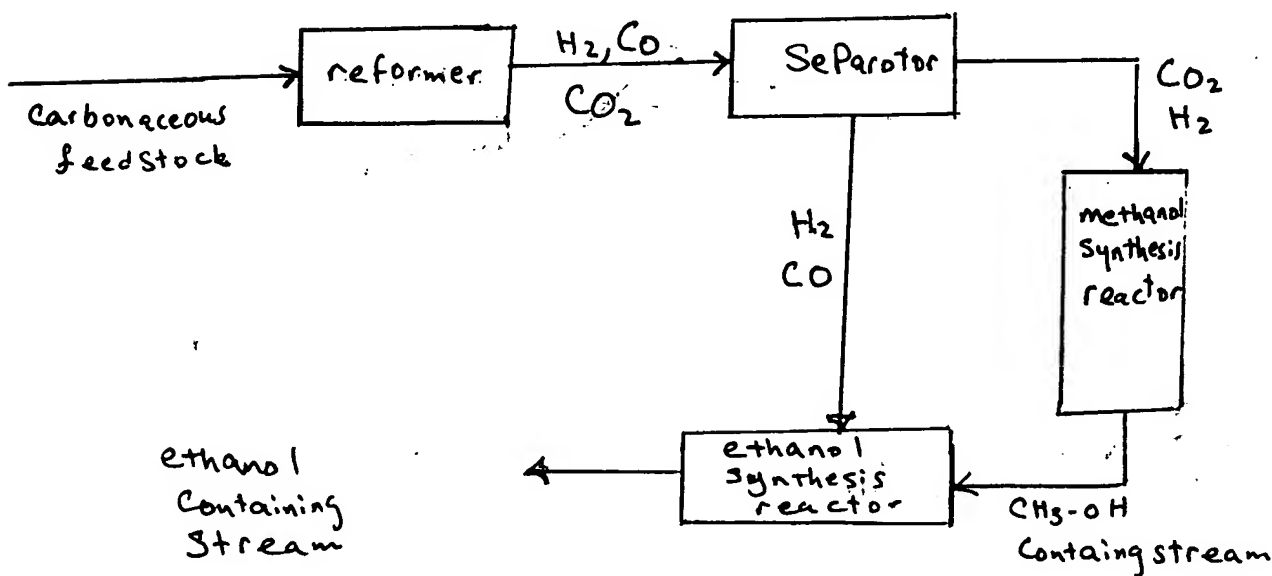 reformer
H2, CO
CO2
SeParotor
CO2
H2
Carbonaceous
feedStock
H2
CO
methanol
Synthesis
reactor
ethanol
Synthesis
reactor
ethanol
Containing
Stream
CH3-OH
Containg stream